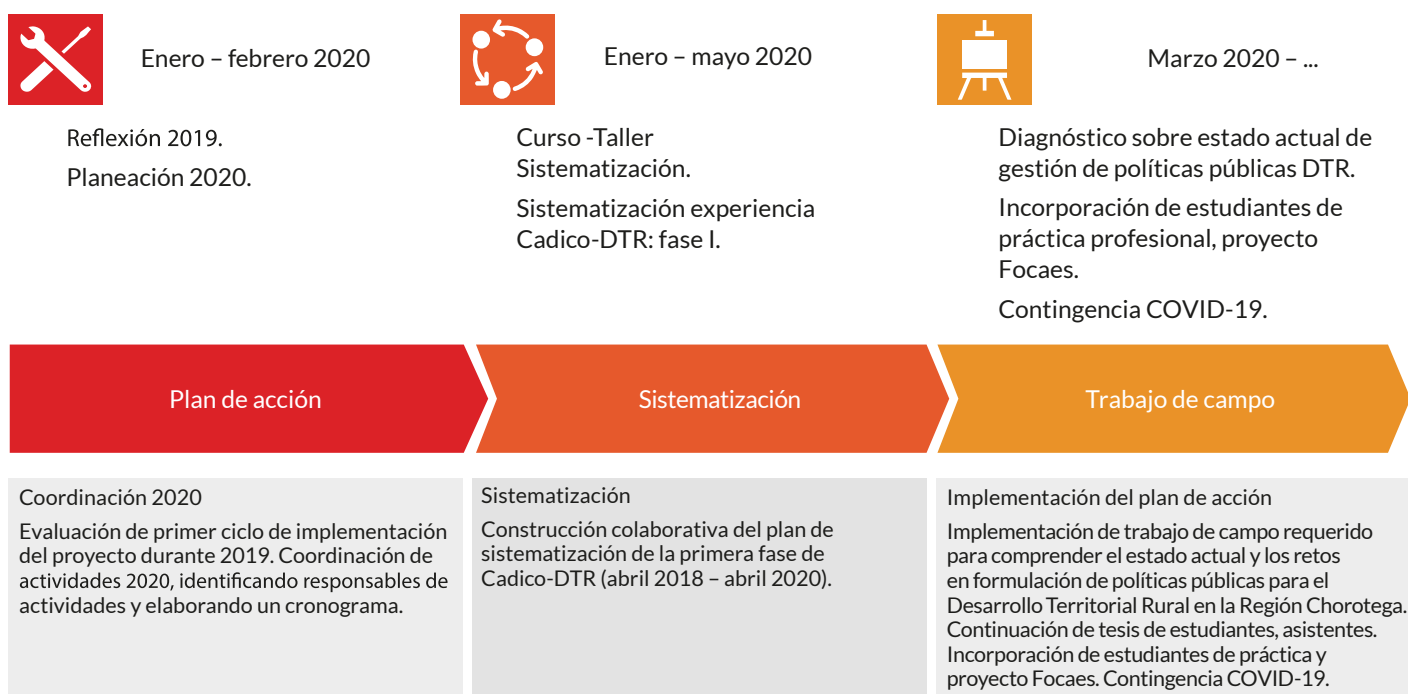 Enero – febrero 2020
Reflexión 2019.
Planeación 2020.
Enero – mayo 2020
Curso -Taller
Sistematización.
Sistematización experiencia
Cadico-DTR: fase I.
Marzo 2020 – ...
Diagnóstico sobre estado actual de
gestión de políticas públicas DTR.
Incorporación de estudiantes de
práctica profesional, proyecto
Focaes.
Contingencia COVID-19.
Plan de acción
Sistematización
Trabajo de campo
Coordinación 2020
Evaluación de primer ciclo de implementación
del proyecto durante 2019. Coordinación de
actividades 2020, identificando responsables de
actividades y elaborando un cronograma.
Sistematización
Construcción colaborativa del plan de
sistematización de la primera fase de
Cadico-DTR (abril 2018 – abril 2020).
Implementación del plan de acción
Implementación de trabajo de campo requerido
para comprender el estado actual y los retos
en formulación de políticas públicas para el
Desarrollo Territorial Rural en la Región Chorotega.
Continuación de tesis de estudiantes, asistentes.
Incorporación de estudiantes de práctica y
proyecto Focaes. Contingencia COVID-19.